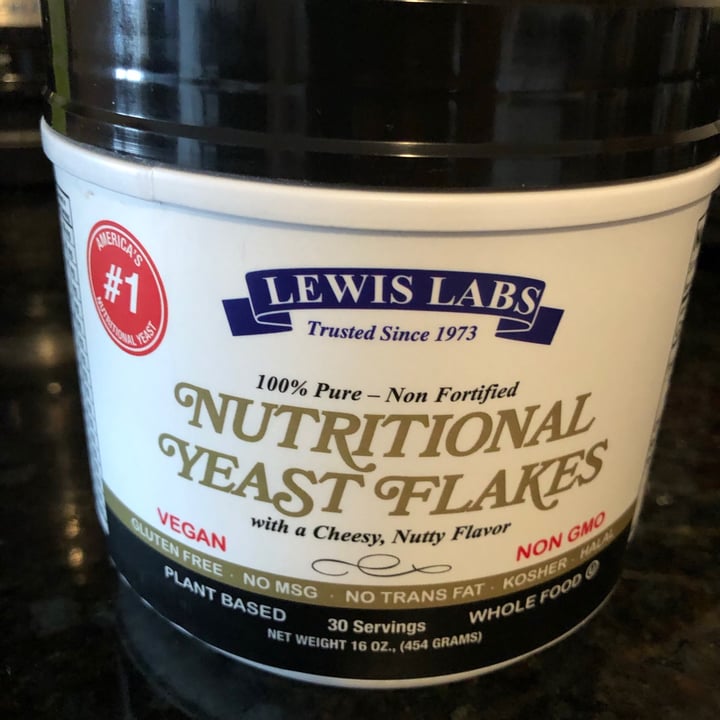 AMERICA'S
#1
NUTRITIONAL YEAST
LEWIS LABS
Trusted Since 1973
100% Pure – Non Fortified
NUTRITIONAL
YEAST FLAKES
with a Cheesy, Nutty Flavor
VEGAN
NON GMO
GLUTEN FREE · NO MSG · NO TRANS FAT · KOSHER · HALAL
PLANT BASED
30 Servings
WHOLE FOOD
NET WEIGHT 16 OZ., (454 GRAMS)